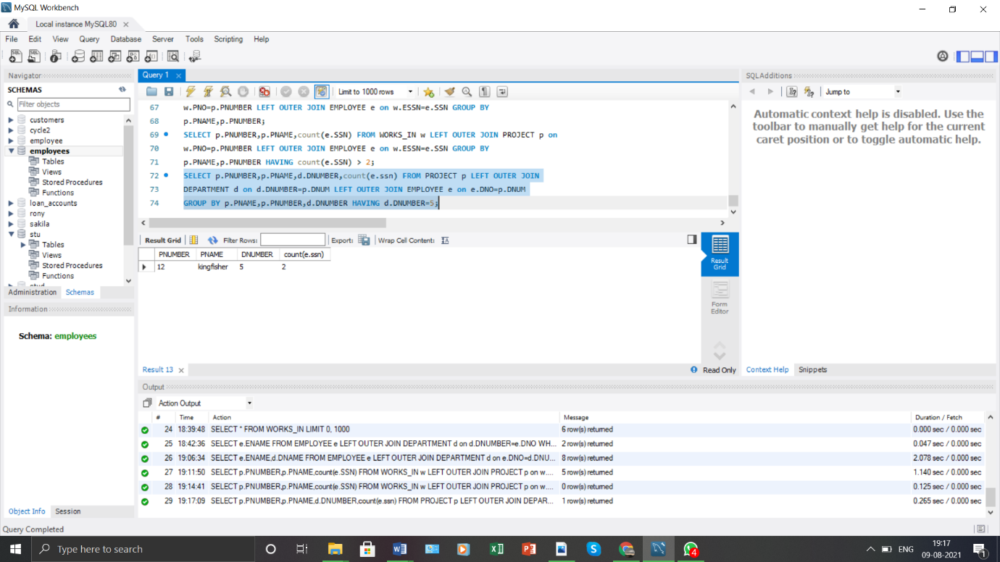 MySQL Workbench
Local instance MySQL80
File Edit View Query Database Server Tools Scripting Help
Navigator
SCHEMAS
Filter objects
customers
cycle2
employee
employees
Tables
Views
Stored Procedures
Functions
loan_accounts
rony
sakila
stu
Tables
Views
Stored Procedures
Functions
Administration Schemas
Information
Schema: employees
Object Info Session
Query 1
Limit to 1000 rows
67 w.PNO=p.PNUMBER LEFT OUTER JOIN EMPLOYEE e on w.ESSN=e.SSN GROUP BY
68 p.PNAME,p.PNUMBER;
69 SELECT p.PNUMBER,p.PNAME,count(e.SSN) FROM WORKS_IN w LEFT OUTER JOIN PROJECT p on
70 w.PNO=p.PNUMBER LEFT OUTER JOIN EMPLOYEE e on w.ESSN=e.SSN GROUP BY
71 p.PNAME,p.PNUMBER HAVING count(e.SSN) > 2;
72 SELECT p.PNUMBER,p.PNAME,d.DNUMBER,count(e.ssn) FROM PROJECT p LEFT OUTER JOIN
73 DEPARTMENT d on d.DNUMBER=p.DNUM LEFT OUTER JOIN EMPLOYEE e on e.DNO=p.DNUM
74 GROUP BY p.PNAME,p.PNUMBER,d.DNUMBER HAVING d.DNUMBER=5;
Result Grid Filter Rows: Export: Wrap Cell Content:
PNUMBER PNAME DNUMBER count(e.ssn)
12 kingfisher 5 2
Result Grid
Form Editor
Result 13
Read Only
SQLAdditions
Jump to
Automatic context help is disabled. Use the
toolbar to manually get help for the current
caret position or to toggle automatic help.
Context Help Snippets
Output
Action Output
# Time Action Message Duration / Fetch
24 18:39:48 SELECT * FROM WORKS_IN LIMIT 0, 1000 6 row(s) returned 0.000 sec / 0.000 sec
25 18:42:36 SELECT e.ENAME FROM EMPLOYEE e LEFT OUTER JOIN DEPARTMENT d on d.DNUMBER=e.DNO WH... 2 row(s) returned 0.047 sec / 0.000 sec
26 19:06:34 SELECT e.ENAME,d.DNAME FROM EMPLOYEE e LEFT OUTER JOIN DEPARTMENT d on e.DNO=d.DNU... 8 row(s) returned 2.078 sec / 0.000 sec
27 19:11:50 SELECT p.PNUMBER,p.PNAME,count(e.SSN) FROM WORKS_IN w LEFT OUTER JOIN PROJECT p on w.... 5 row(s) returned 1.140 sec / 0.000 sec
28 19:14:41 SELECT p.PNUMBER,p.PNAME,count(e.SSN) FROM WORKS_IN w LEFT OUTER JOIN PROJECT p on w.... 0 row(s) returned 0.125 sec / 0.000 sec
29 19:17:09 SELECT p.PNUMBER,p.PNAME,d.DNUMBER,count(e.ssn) FROM PROJECT p LEFT OUTER JOIN DEPAR... 1 row(s) returned 0.265 sec / 0.000 sec
Query Completed
Type here to search
4
ENG
19:17
09-08-2021
1